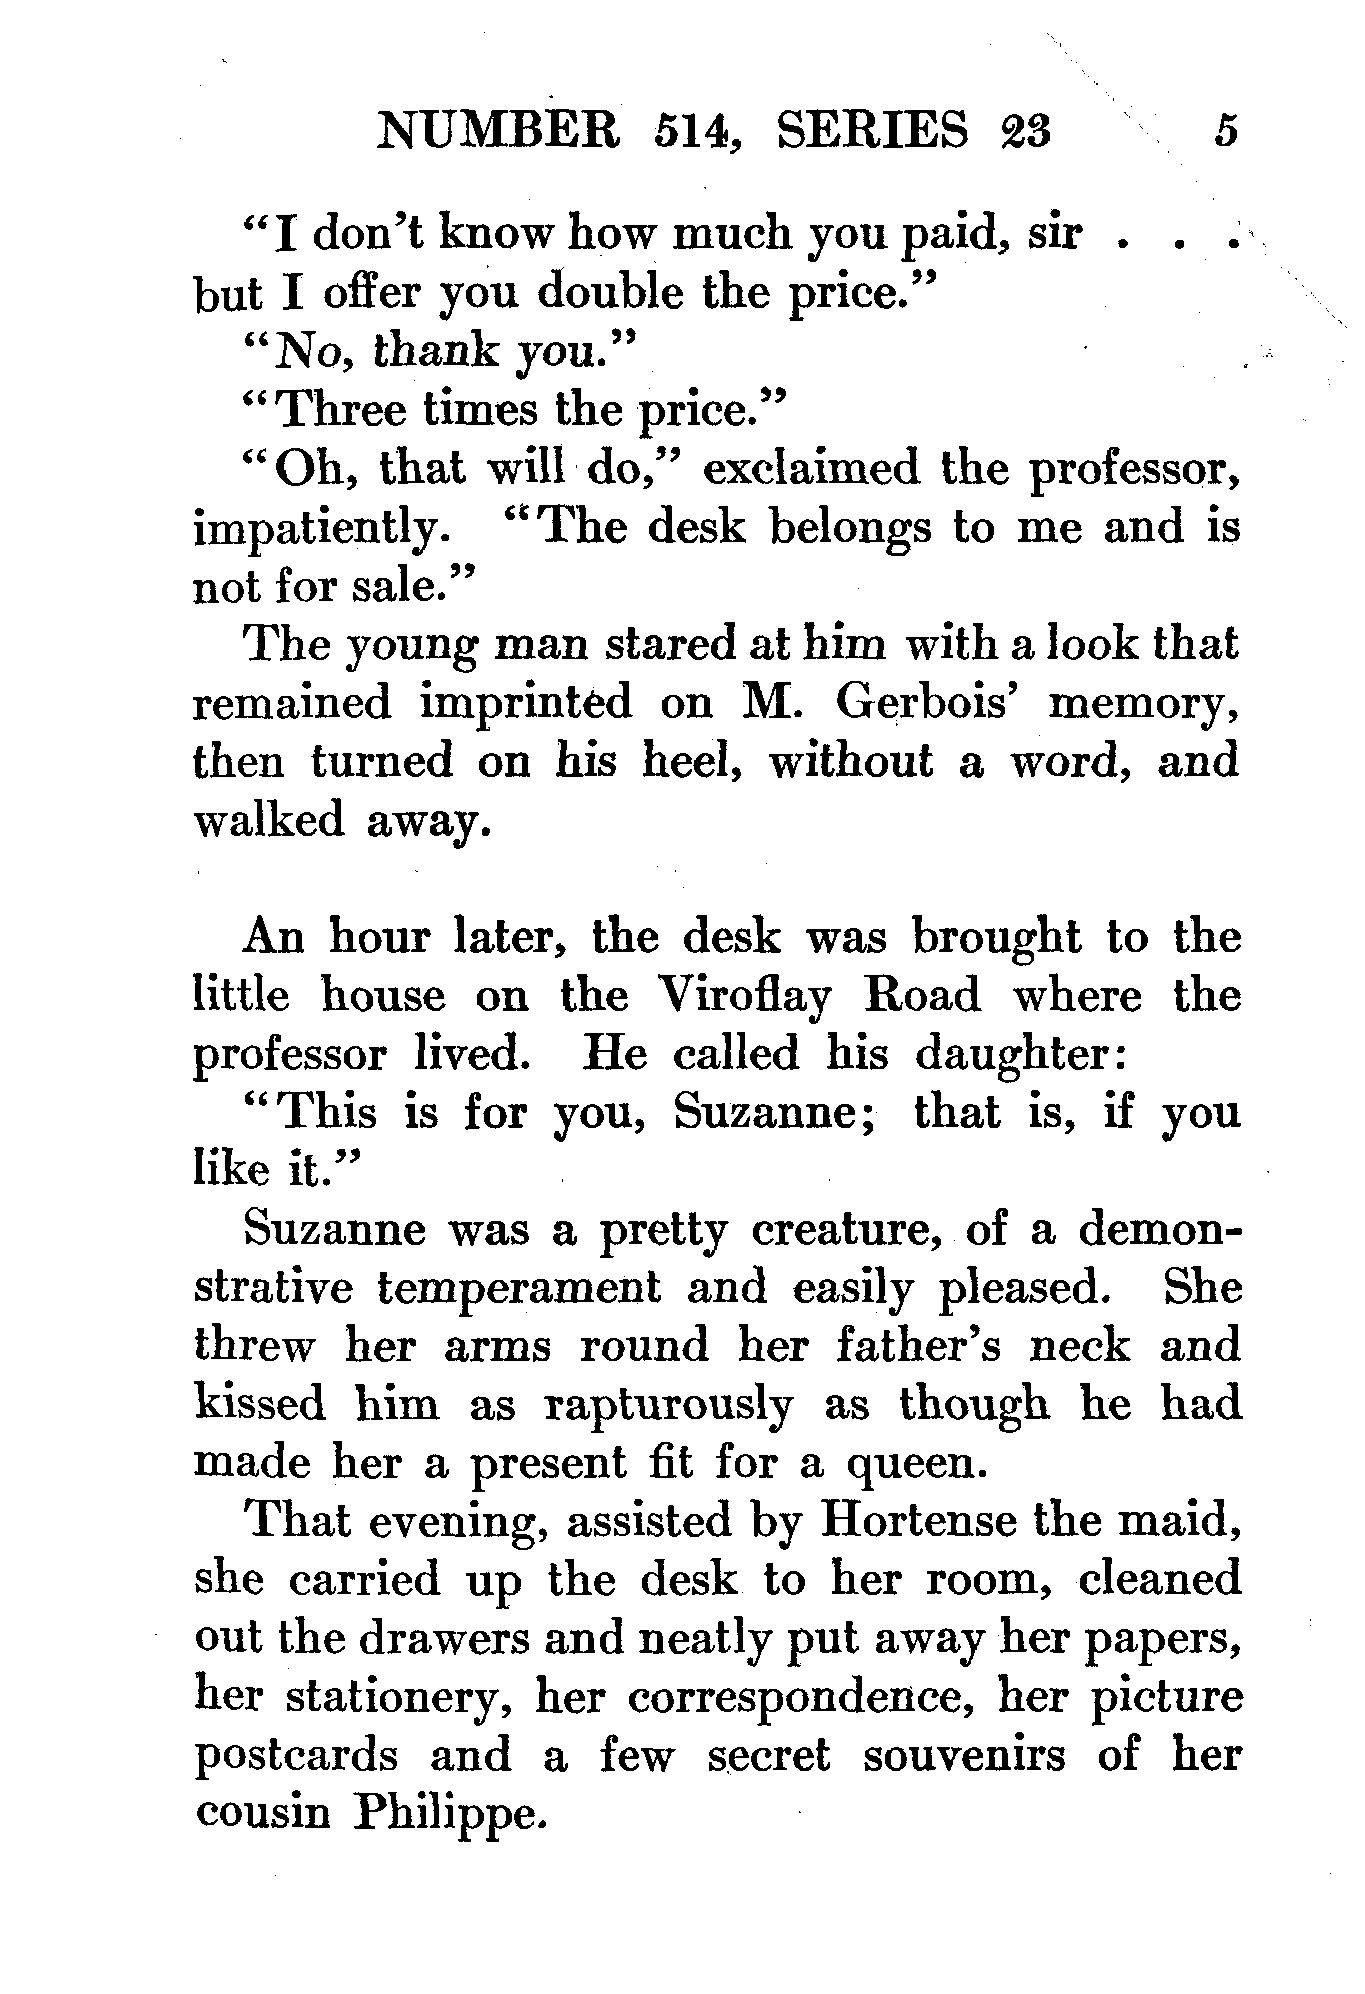 NUMBER 514, SERIES 23 5
"I don't know how much you paid, sir . . .
but I offer you double the price."
"No, thank you."
"Three times the price."
"Oh, that will do," exclaimed the professor,
impatiently. "The desk belongs to me and is
not for sale."
The young man stared at him with a look that
remained imprinted on M. Gerbois' memory,
then turned on his heel, without a word, and
walked away.
An hour later, the desk was brought to the
little house on the Viroflay Road where the
professor lived. He called his daughter:
"This is for you, Suzanne; that is, if you
like it."
Suzanne was a pretty creature, of a demon-
strative temperament and easily pleased. She
threw her arms round her father's neck and
kissed him as rapturously as though he had
made her a present fit for a queen.
That evening, assisted by Hortense the maid,
she carried up the desk to her room, cleaned
out the drawers and neatly put away her papers,
her stationery, her correspondence, her picture
postcards and a few secret souvenirs of her
cousin Philippe.